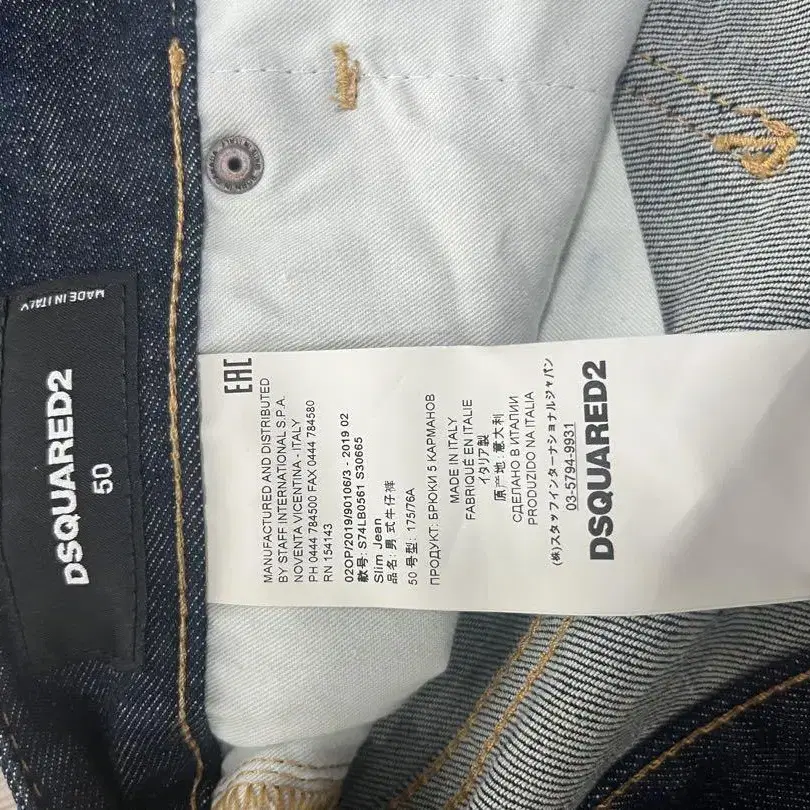 MADE IN ITALY
DSQUARED2
50
EAC
MANUFACTURED AND DISTRIBUTED
BY STAFF INTERNATIONAL S.P.A.
NOVENTA VICENTINA - ITALY
PH 0444 784500 FAX 0444 784580
RN 154143
02OP/2019/90106/3 - 2019 02
款号: S74LB0561 S30665
Slim Jean
品名: 男式牛仔裤
50 号型: 175/76A
ПРОДУКТ: БРЮКИ 5 КАРМАНОВ
MADE IN ITALY
FABRIQUÉ EN ITALIE
イタリア製
原产地: 意大利
СДЕЛАНО В ИТАЛИИ
PRODUZIDO NA ITALIA
(株)スタッフインターナショナルジャパン
03-5794-9931
DSQUARED2